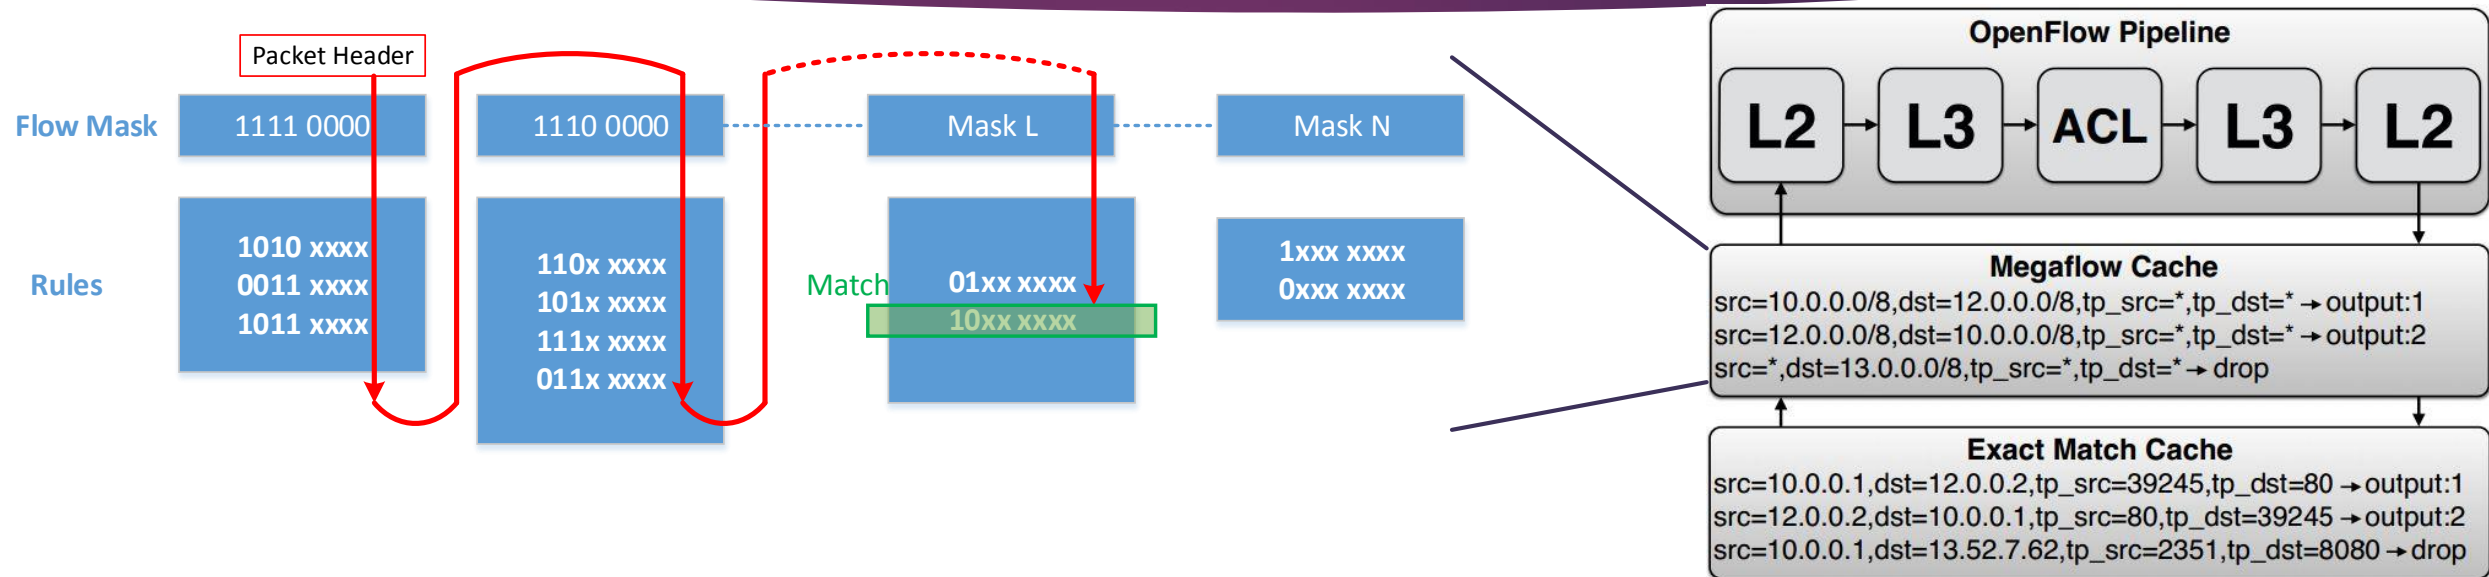 Packet Header
Flow Mask
1111 0000
1110 0000
Mask L
Mask N
Rules
1010 xxxx
0011 xxxx
1011 xxxx
110x xxxx
101x xxxx
111x xxxx
011x xxxx
Match
01xx xxxx
10xx xxxx
1xxx xxxx
0xxx xxxx
OpenFlow Pipeline
L2 → L3 → ACL → L3 → L2
Megaflow Cache
src=10.0.0.0/8,dst=12.0.0.0/8,tp_src=*,tp_dst=* → output:1
src=12.0.0.0/8,dst=10.0.0.0/8,tp_src=*,tp_dst=* → output:2
src=*,dst=13.0.0.0/8,tp_src=*,tp_dst=* → drop
Exact Match Cache
src=10.0.0.1,dst=12.0.0.2,tp_src=39245,tp_dst=80 → output:1
src=12.0.0.2,dst=10.0.0.1,tp_src=80,tp_dst=39245 → output:2
src=10.0.0.1,dst=13.52.7.62,tp_src=2351,tp_dst=8080 → drop